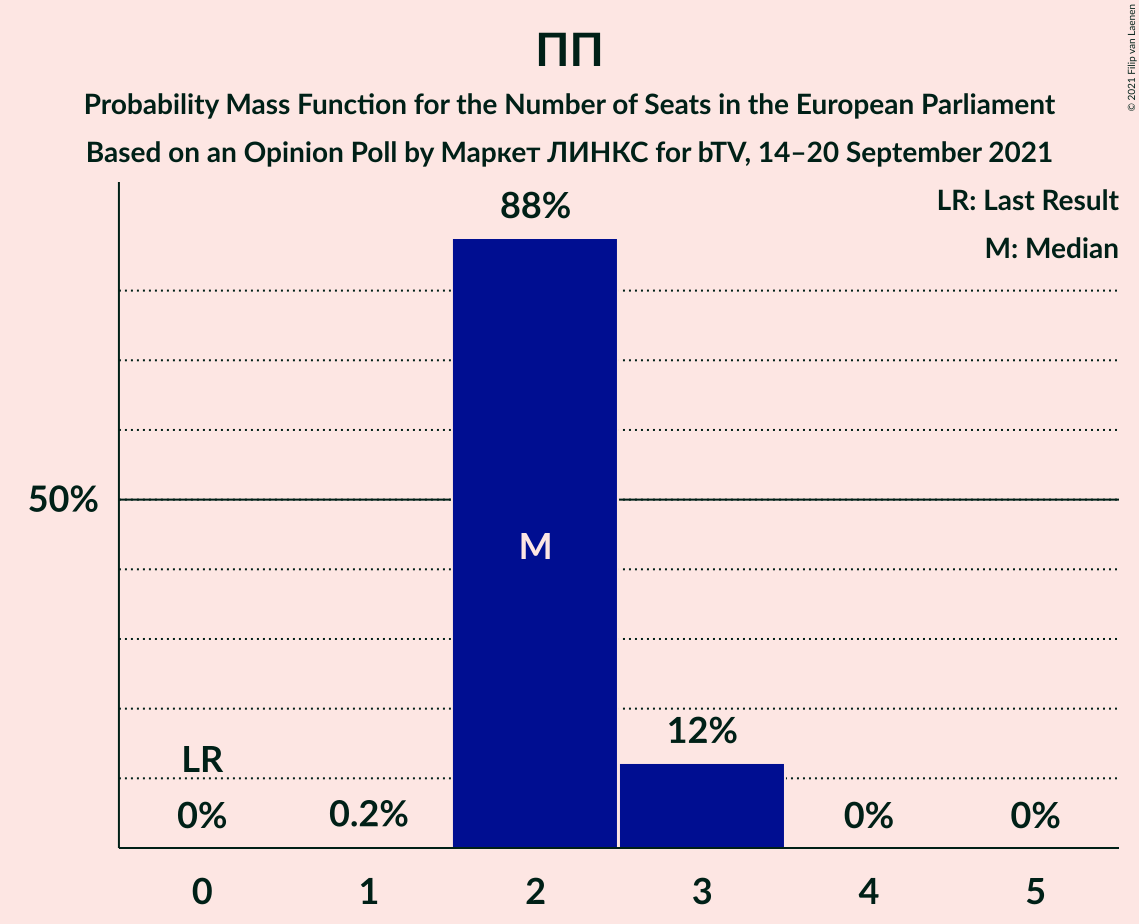 ПП
Probability Mass Function for the Number of Seats in the European Parliament
Based on an Opinion Poll by Маркет ЛИНКС for bTV, 14–20 September 2021
© 2021 Filip van Laenen
LR: Last Result
M: Median
88%
50%
M
12%
LR
0%
0.2%
0%
0%
0 1 2 3 4 5